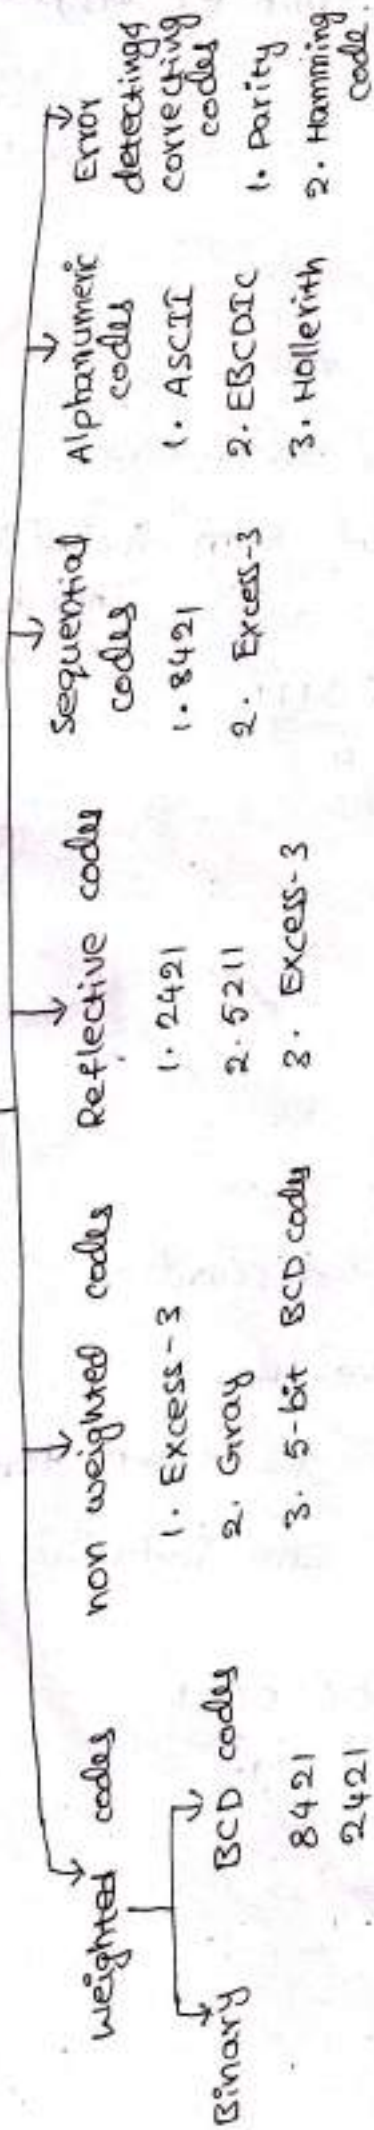 weighted codes
Binary
BCD codes
8421
2421
non weighted codes
1. Excess-3
2. Gray
3. 5-bit BCD codes
Reflective codes
1. 2421
2. 5211
3. Excess-3
Sequential
codes
1. 8421
2. Excess-3
Alphanumeric
codes
1. ASCII
2. EBCDIC
3. Hollerith
Error
detecting &
correcting
codes
1. Parity
2. Hamming
code.